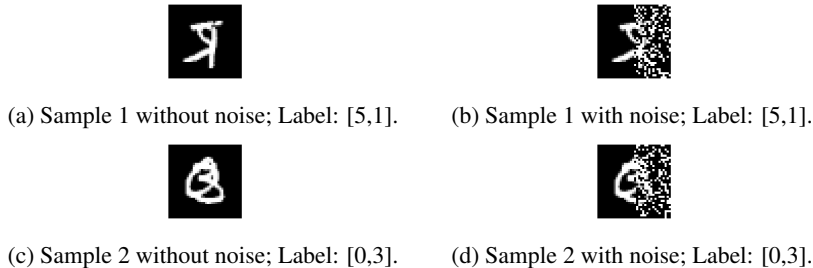 (a) Sample 1 without noise; Label: [5,1].
(b) Sample 1 with noise; Label: [5,1].
(c) Sample 2 without noise; Label: [0,3].
(d) Sample 2 with noise; Label: [0,3].